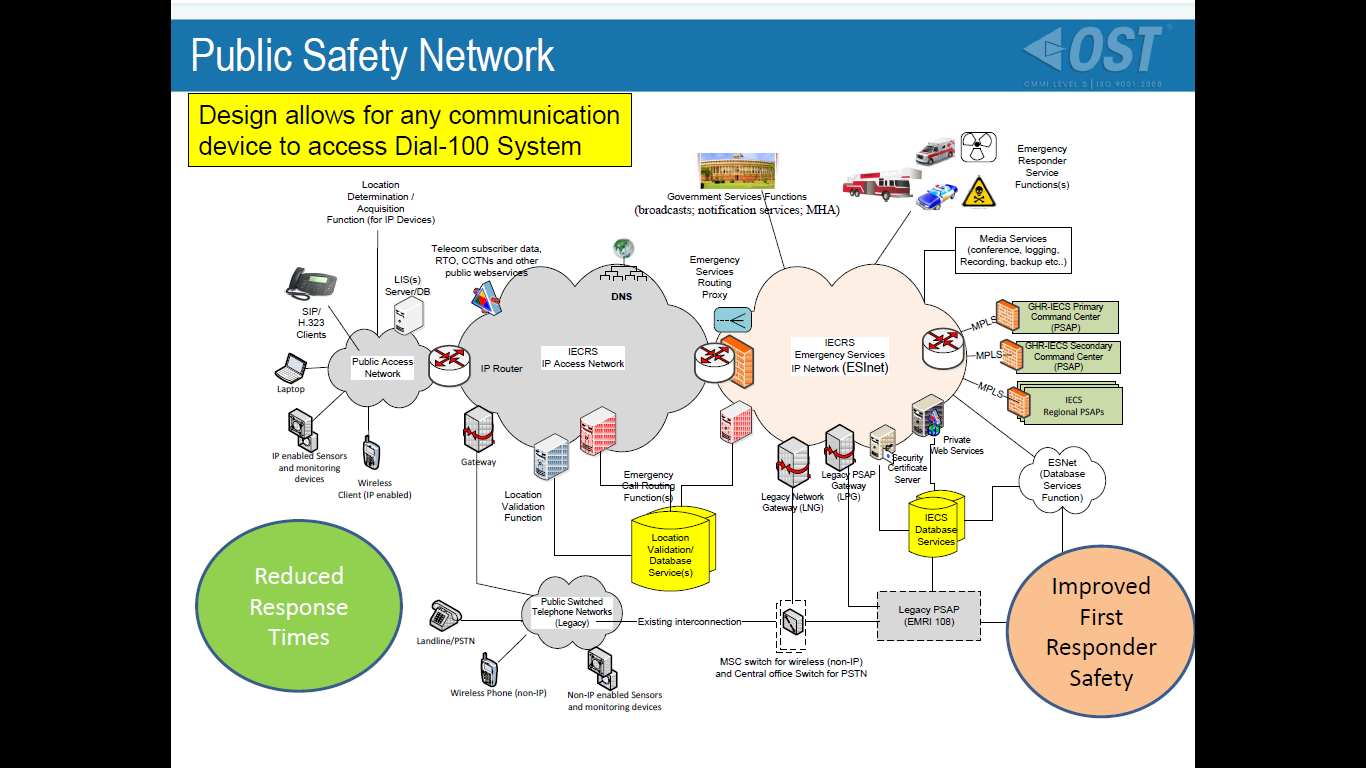 Public Safety Network
OST
CMMI LEVEL 5 | ISO 9001:2008
Design allows for any communication
device to access Dial-100 System
Location
Determination /
Acquisition
Function (for IP Devices)
Government Services Functions
(broadcasts; notification services; MHA)
Emergency
Responder
Service
Functions(s)
Media Services
(conference, logging,
Recording, backup etc..)
Telecom subscriber data,
RTO, CCTNs and other
public webservices
DNS
Emergency
Services
Routing
Proxy
LIS(s)
Server/DB
SIP/
H.323
Clients
Public Access
Network
IP Router
IECRS
IP Access Network
IECRS
Emergency Services
IP Network (ESInet)
MPLS
GHR-IECS Primary
Command Center
(PSAP)
MPLS
GHR-IECS Secondary
Command Center
(PSAP)
MPLS
IECS
Regional PSAPs
Laptop
IP enabled Sensors
and monitoring
devices
Wireless
Client (IP enabled)
Gateway
Location
Validation
Function
Emergency
Call Routing
Function(s)
Location
Validation/
Database
Service(s)
Legacy Network
Gateway (LNG)
Legacy PSAP
Gateway
(LPG)
Security
Certificate
Server
Private
Web Services
IECS
Database
Services
ESNet
(Database
Services
Function)
Reduced
Response
Times
Landline/PSTN
Public Switched
Telephone Networks
(Legacy)
Existing interconnection
Wireless Phone (non-IP)
Non-IP enabled Sensors
and monitoring devices
MSC switch for wireless (non-IP)
and Central office Switch for PSTN
Legacy PSAP
(EMRI 108)
Improved
First
Responder
Safety